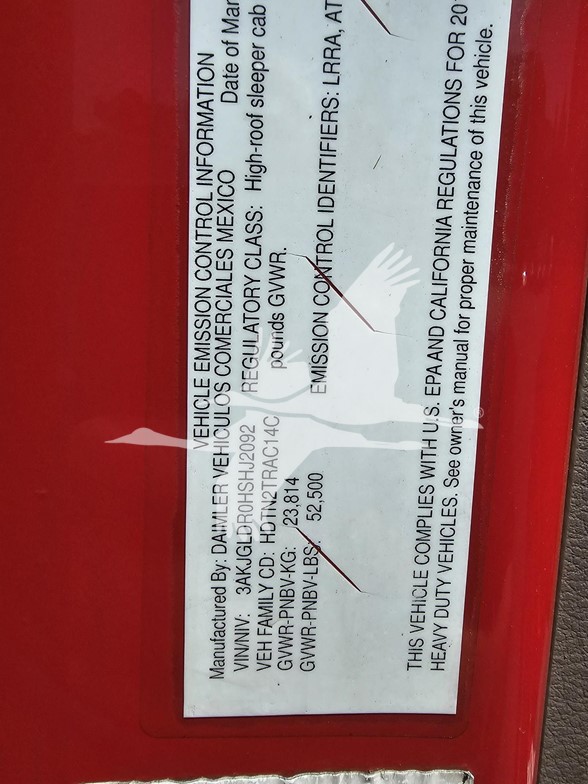 VEHICLE EMISSION CONTROL INFORMATION
Manufactured By: DAIMLER VEHICULOS COMERCIALES MEXICO Date of Mar
VIN/NIV: 3AKJGLDR0HSHJ2092 REGULATORY CLASS: High-roof sleeper cab
VEH FAMILY CD: HDTN2TRAC14C pounds GVWR.
GVWR-PNBV-KG: 23,814
GVWR-PNBV-LBS: 52,500 EMISSION CONTROL IDENTIFIERS: LRRA, AT
THIS VEHICLE COMPLIES WITH U.S. EPA AND CALIFORNIA REGULATIONS FOR 20
HEAVY DUTY VEHICLES. See owner's manual for proper maintenance of this vehicle.